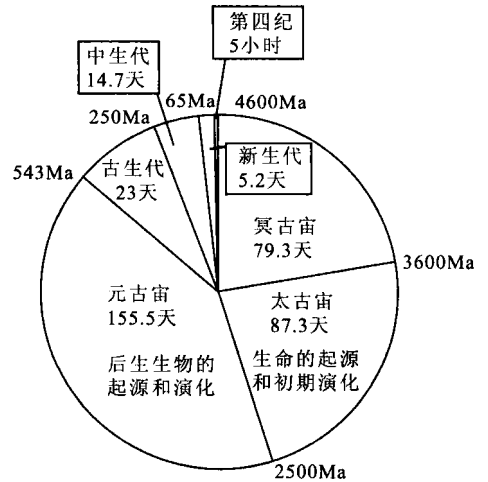 第四纪
5小时
中生代
14.7天
65Ma
4600Ma
250Ma
新生代
5.2天
古生代
23天
543Ma
冥古宙
79.3天
3600Ma
元古宙
155.5天
太古宙
87.3天
后生生物的
起源和演化
生命的起源
和初期演化
2500Ma